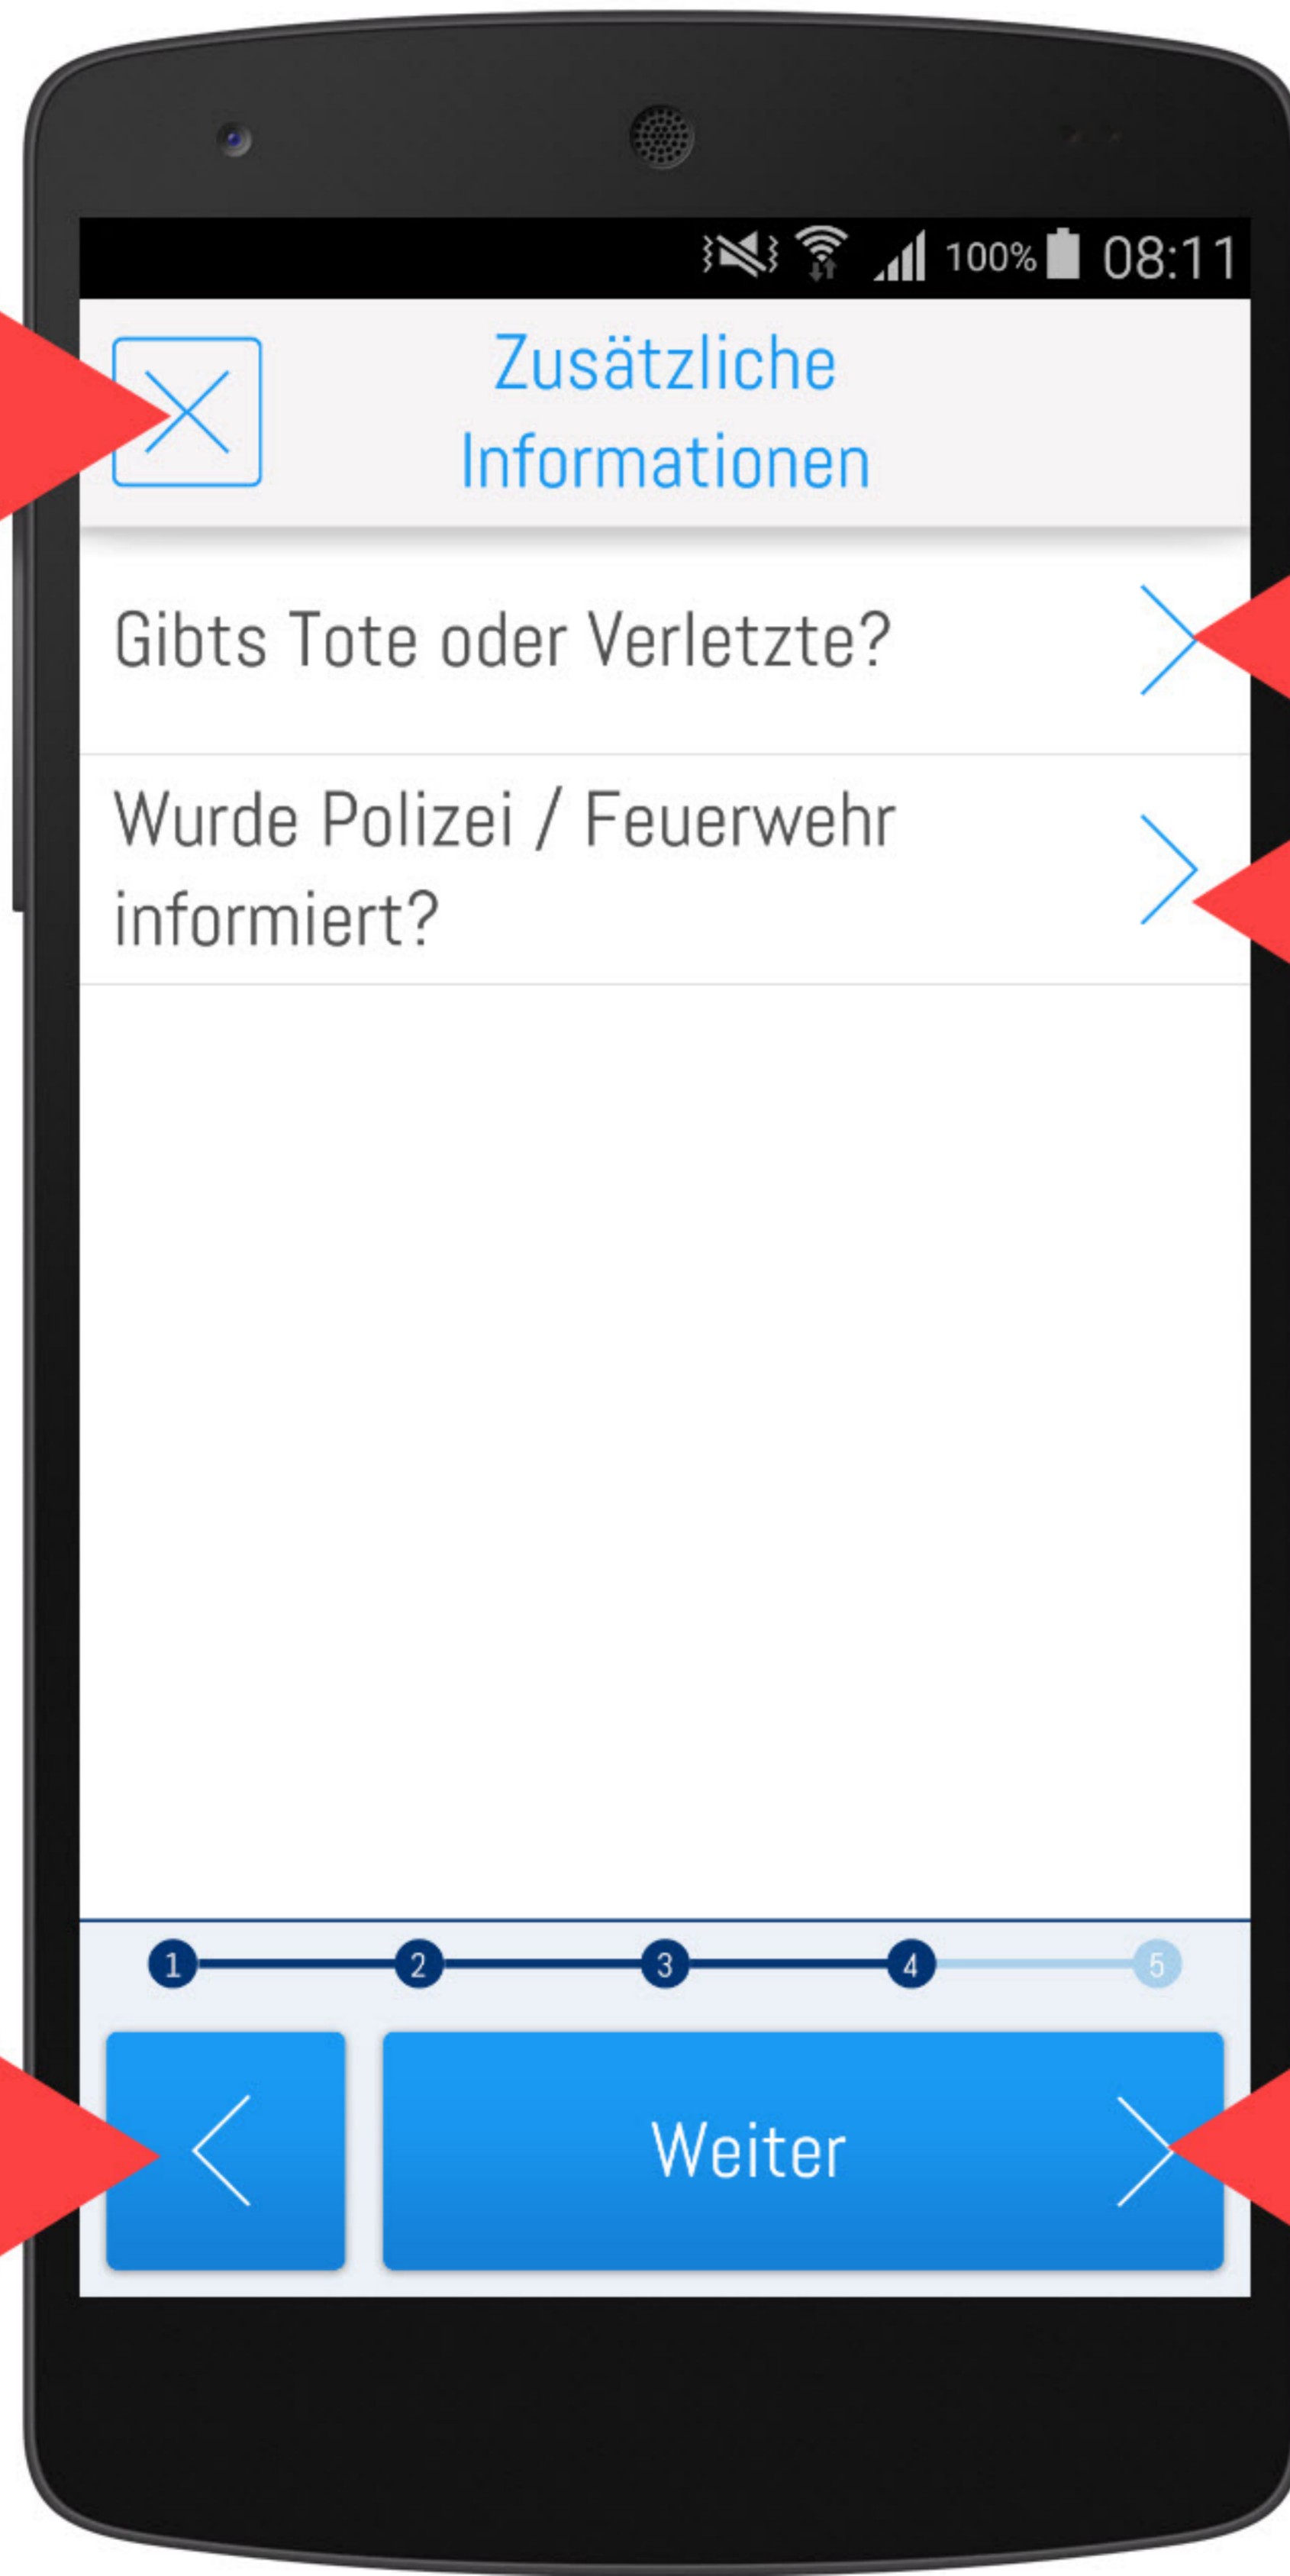 100% 08:11
Zusätzliche
Informationen
Gibts Tote oder Verletzte?
Wurde Polizei / Feuerwehr
informiert?
1 2 3 4 5
Weiter